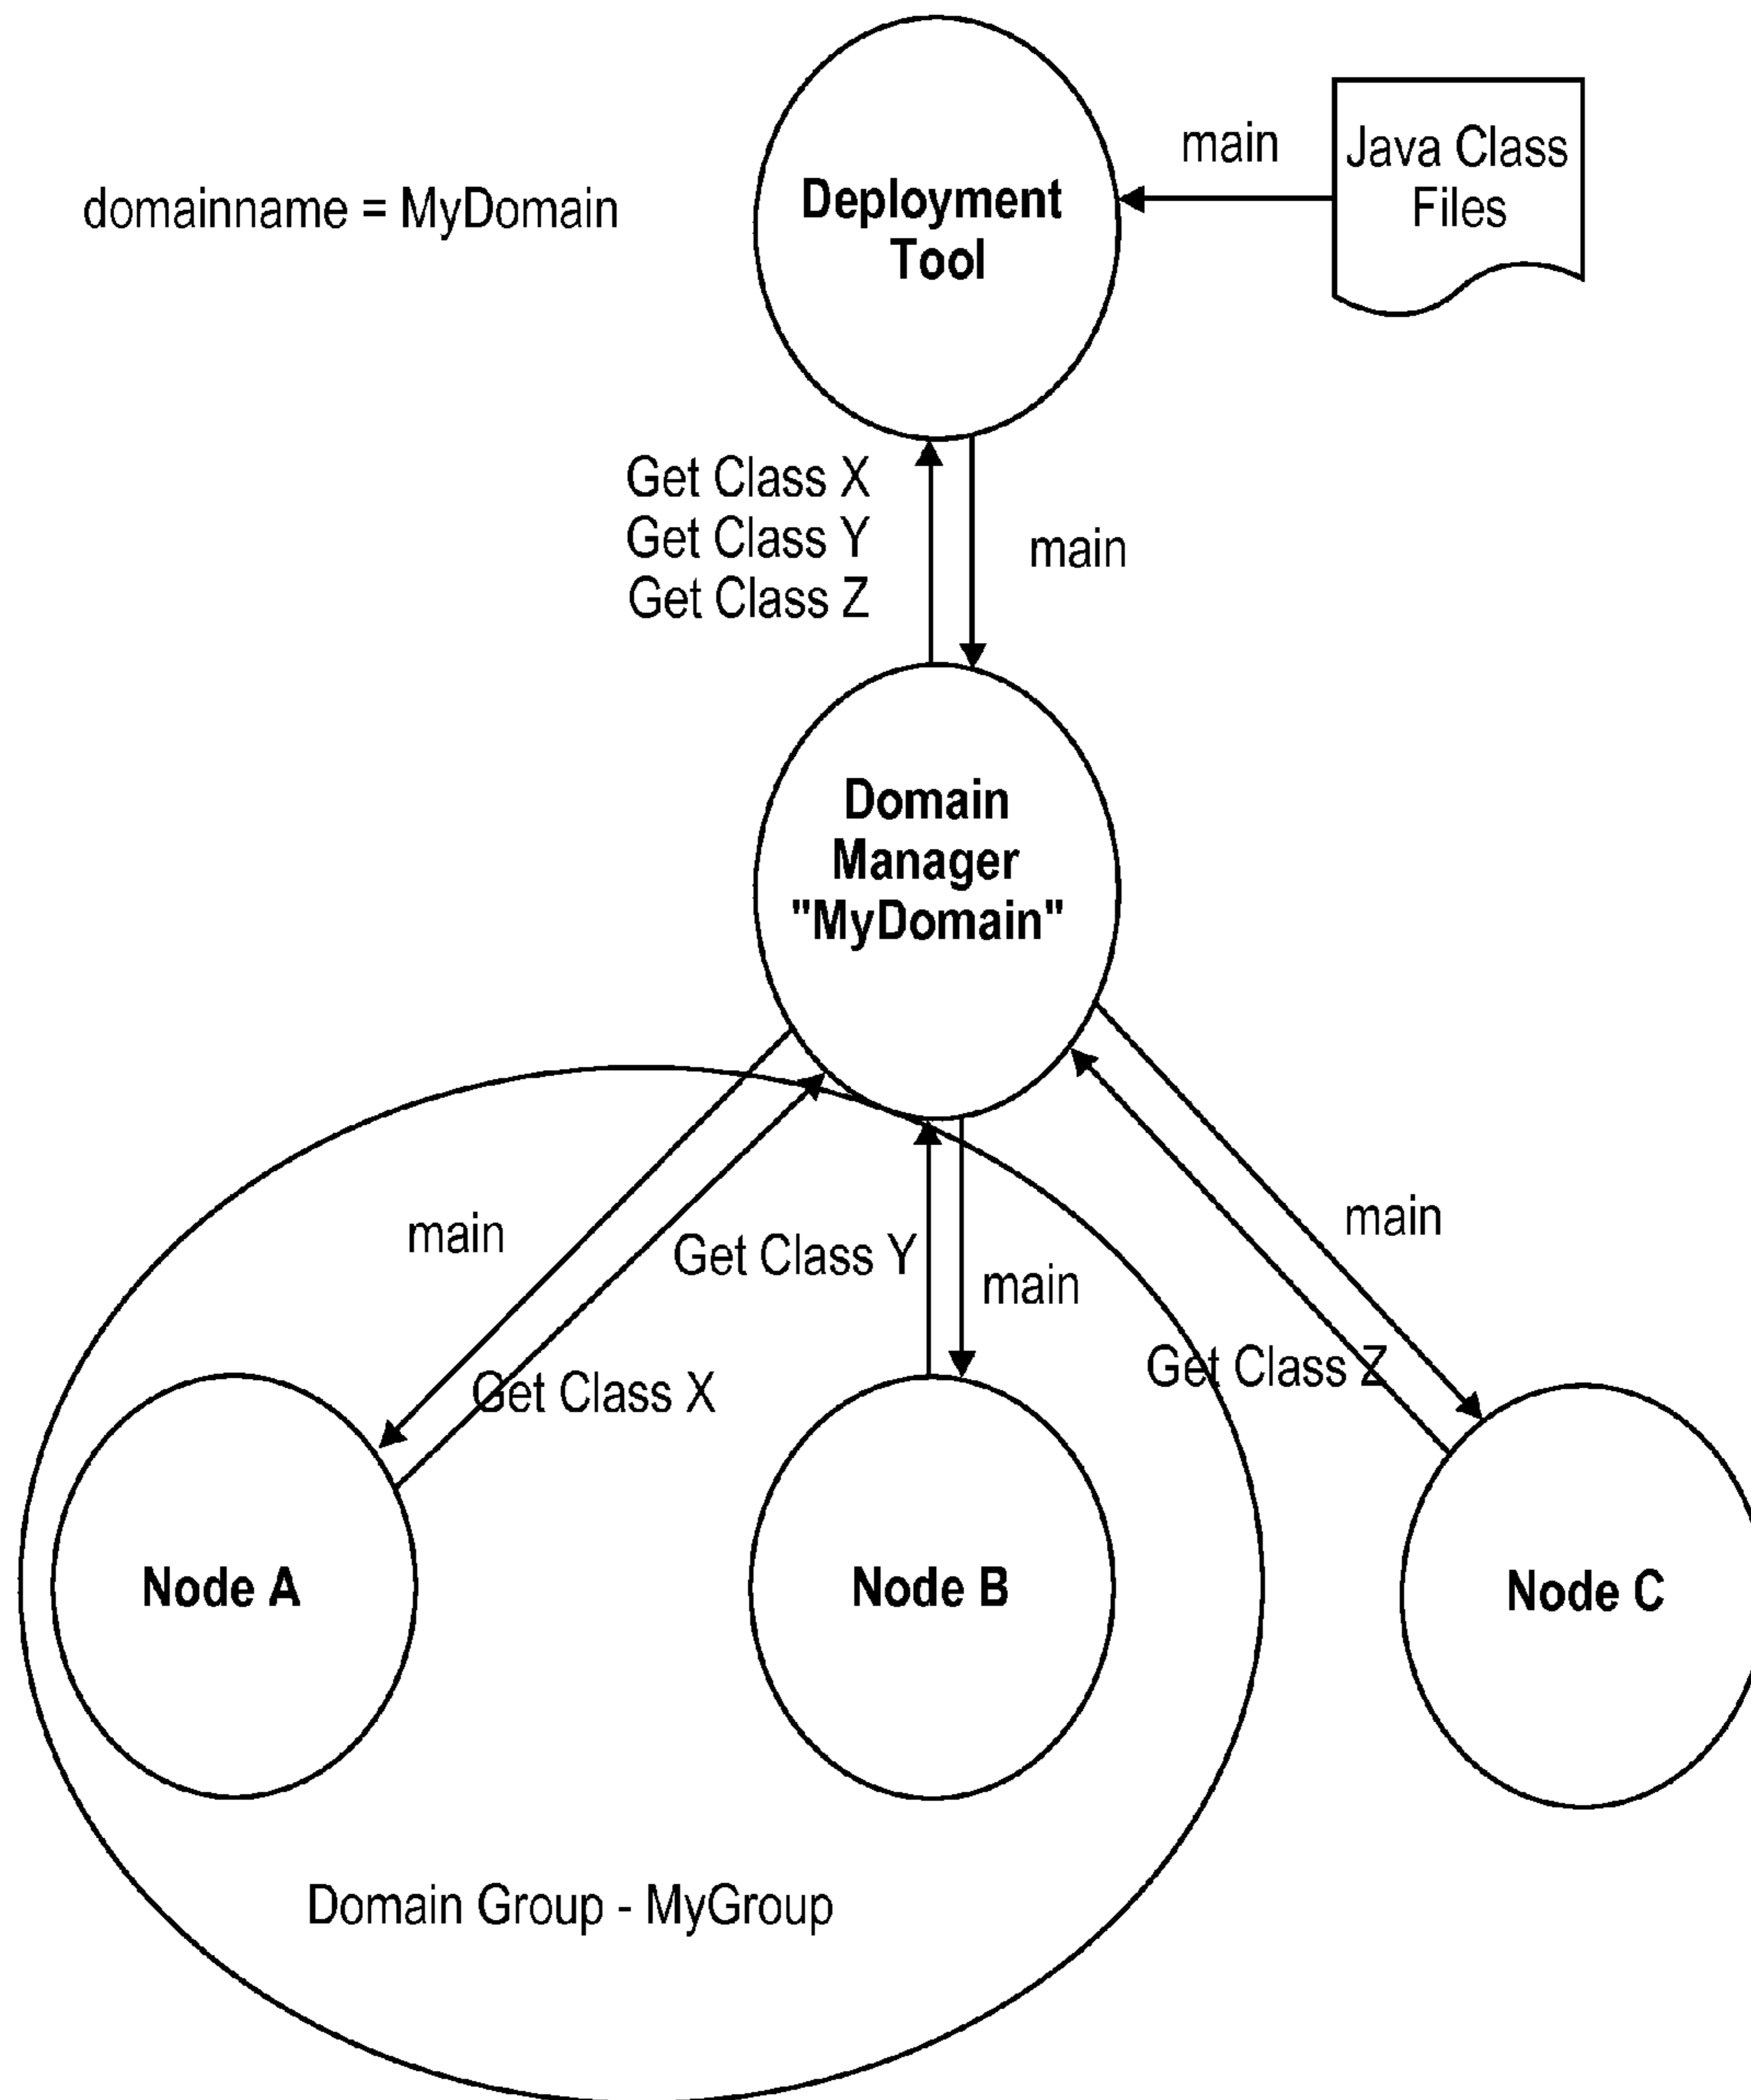 main
Java Class
Files
Deployment
Tool
domainname = MyDomain
Get Class X
Get Class Y
Get Class Z
main
Domain
Manager
"MyDomain"
main
Get Class Y
main
main
Get Class X
Get Class Z
Node A
Node B
Node C
Domain Group - MyGroup